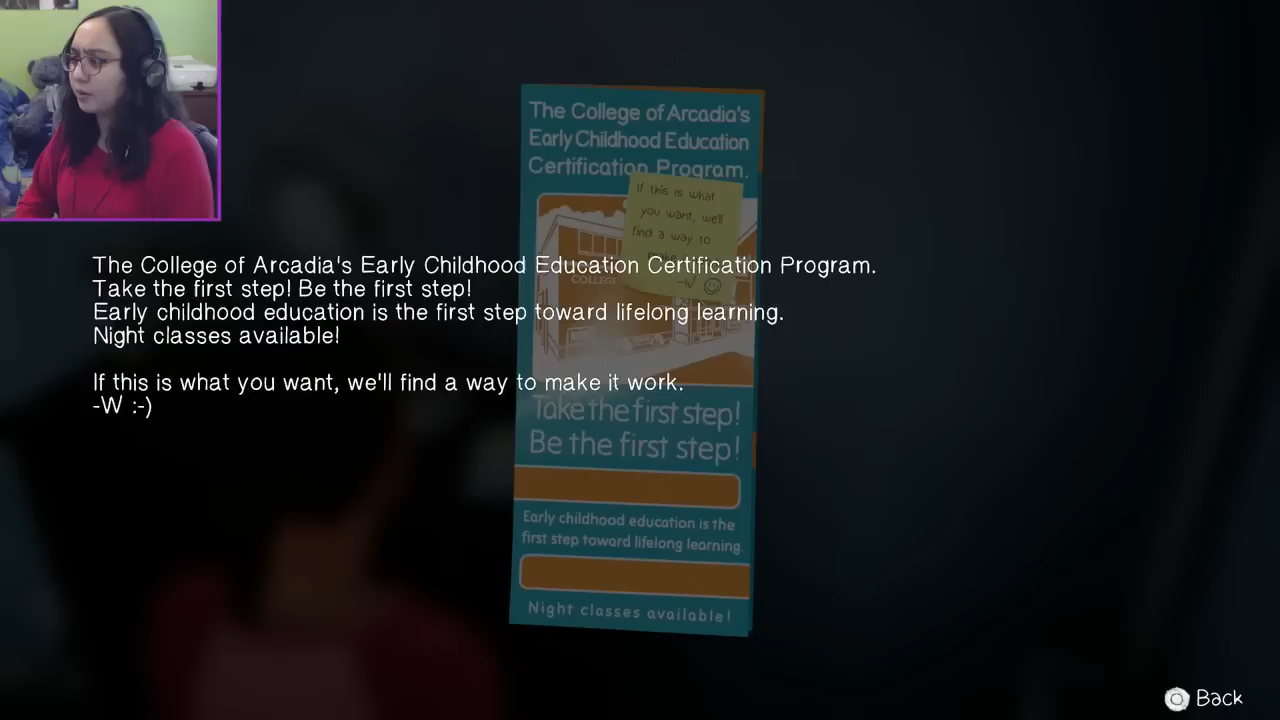 The College of Arcadia's
Early Childhood Education
Certification Program.
If this is what
you want, we'll
find a way to
make
-W ☺
COLLEGE
The College of Arcadia's Early Childhood Education Certification Program.
Take the first step! Be the first step!
Early childhood education is the first step toward lifelong learning.
Night classes available!
If this is what you want, we'll find a way to make it work.
-W :-)
Take the first step!
Be the first step!
Early childhood education is the
first step toward lifelong learning.
Night classes available!
Back